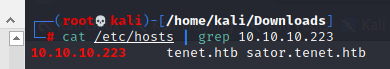 ┌──(root💀kali)-[/home/kali/Downloads]
└─# cat /etc/hosts | grep 10.10.10.223
10.10.10.223    tenet.htb sator.tenet.htb